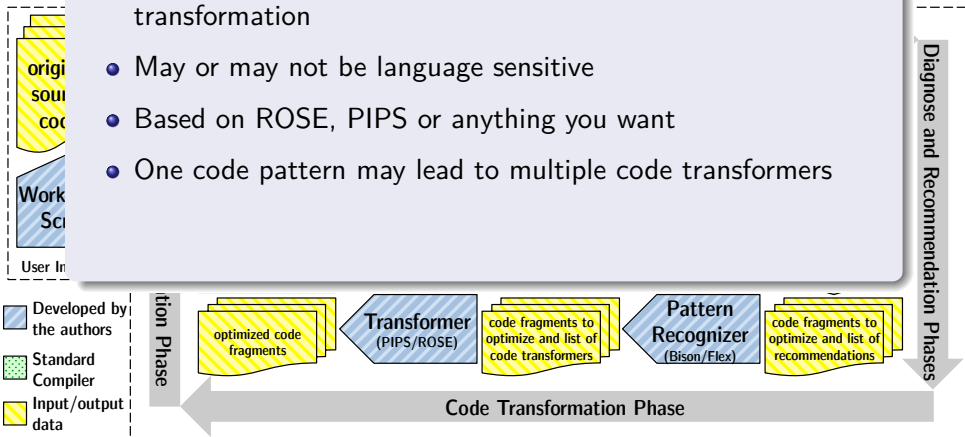 transformation
May or may not be language sensitive
Based on ROSE, PIPS or anything you want
One code pattern may lead to multiple code transformers
Diagnose and Recommendation Phases
User
Developed by
the authors
Standard
Compiler
Input/output
data
Phase
optimized code
fragments
Transformer
(PIPS/ROSE)
code fragments to
optimize and list of
code transformers
Pattern
Recognizer
(Bison/Flex)
code fragments to
optimize and list of
recommendations
Code Transformation Phase